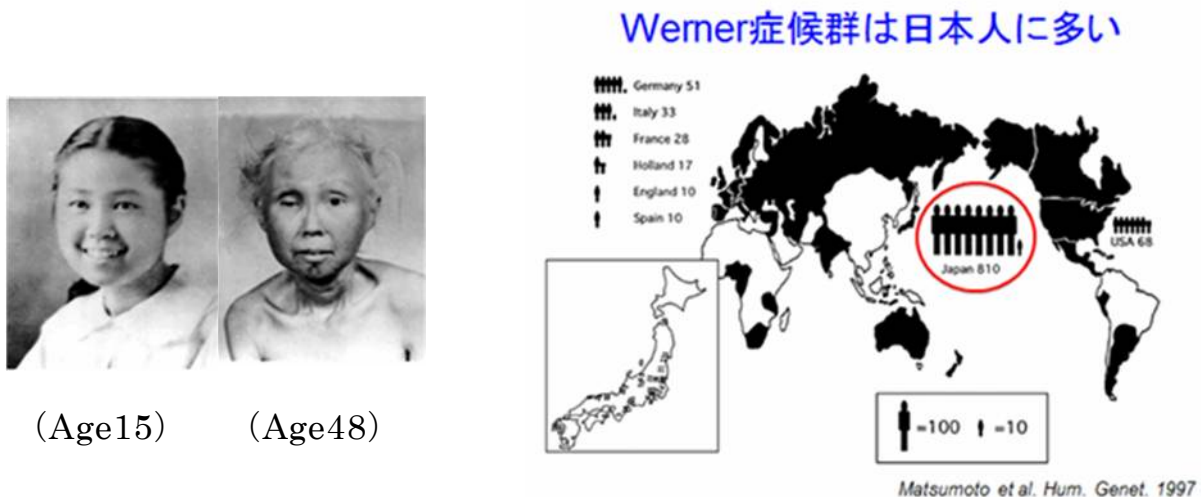 Werner症候群は日本人に多い
Germany 51
Italy 33
France 28
Holland 17
England 10
Spain 10
USA 68
Japan 810
=100 =10
(Age15) (Age48)
Matsumoto et al. Hum. Genet. 1997